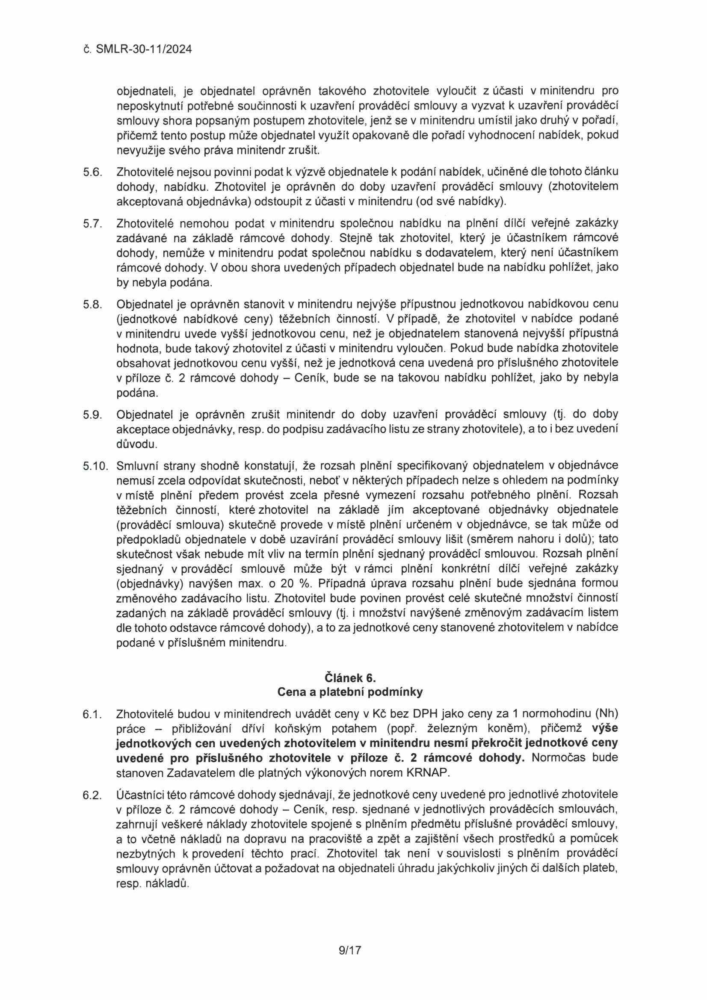 č. SMLR-30-11/2024
objednateli, je objednatel oprávněn takového zhotovitele vyloučit z účasti v minitendru pro
neposkytnutí potřebné součinnosti k uzavření prováděcí smlouvy a vyzvat k uzavření prováděcí
smlouvy shora popsaným postupem zhotovitele, jenž se v minitendru umístil jako druhý v pořadí,
přičemž tento postup může objednatel využít opakovaně dle pořadí vyhodnocení nabídek, pokud
nevyužije svého práva minitendr zrušit.
5.6. Zhotovitelé nejsou povinni podat k výzvě objednatele k podání nabídek, učiněné dle tohoto článku
dohody, nabídku. Zhotovitel je oprávněn do doby uzavření prováděcí smlouvy (zhotovitelem
akceptovaná objednávka) odstoupit z účasti v minitendru (od své nabídky).
5.7. Zhotovitelé nemohou podat v minitendru společnou nabídku na plnění dílčí veřejné zakázky
zadávané na základě rámcové dohody. Stejně tak zhotovitel, který je účastníkem rámcové
dohody, nemůže v minitendru podat společnou nabídku s dodavatelem, který není účastníkem
rámcové dohody. V obou shora uvedených případech objednatel bude na nabídku pohlížet, jako
by nebyla podána.
5.8. Objednatel je oprávněn stanovit v minitendru nejvýše přípustnou jednotkovou nabídkovou cenu
(jednotkové nabídkové ceny) těžebních činností. V případě, že zhotovitel v nabídce podané
v minitendru uvede vyšší jednotkovou cenu, než je objednatelem stanovená nejvyšší přípustná
hodnota, bude takový zhotovitel z účasti v minitendru vyloučen. Pokud bude nabídka zhotovitele
obsahovat jednotkovou cenu vyšší, než je jednotková cena uvedená pro příslušného zhotovitele
v příloze č. 2 rámcové dohody – Ceník, bude se na takovou nabídku pohlížet, jako by nebyla
podána.
5.9. Objednatel je oprávněn zrušit minitendr do doby uzavření prováděcí smlouvy (tj. do doby
akceptace objednávky, resp. do podpisu zadávacího listu ze strany zhotovitele), a to i bez uvedení
důvodu.
5.10. Smluvní strany shodně konstatují, že rozsah plnění specifikovaný objednatelem v objednávce
nemusí zcela odpovídat skutečnosti, neboť v některých případech nelze s ohledem na podmínky
v místě plnění předem provést zcela přesné vymezení rozsahu potřebného plnění. Rozsah
těžebních činností, které zhotovitel na základě jím akceptované objednávky objednatele
(prováděcí smlouva) skutečně provede v místě plnění určeném v objednávce, se tak může od
předpokladů objednatele v době uzavírání prováděcí smlouvy lišit (směrem nahoru i dolů); tato
skutečnost však nebude mít vliv na termín plnění sjednaný prováděcí smlouvou. Rozsah plnění
sjednaný v prováděcí smlouvě může být v rámci plnění konkrétní dílčí veřejné zakázky
(objednávky) navýšen max. o 20 %. Případná úprava rozsahu plnění bude sjednána formou
změnového zadávacího listu. Zhotovitel bude povinen provést celé skutečné množství činností
zadaných na základě prováděcí smlouvy (tj. i množství navýšené změnovým zadávacím listem
dle tohoto odstavce rámcové dohody), a to za jednotkové ceny stanovené zhotovitelem v nabídce
podané v příslušném minitendru.
Článek 6.
Cena a platební podmínky
6.1. Zhotovitelé budou v minitendrech uvádět ceny v Kč bez DPH jako ceny za 1 normohodinu (Nh)
práce – přibližování dříví koňským potahem (popř. železným koněm), přičemž výše
jednotkových cen uvedených zhotovitelem v minitendru nesmí překročit jednotkové ceny
uvedené pro příslušného zhotovitele v příloze č. 2 rámcové dohody. Normočas bude
stanoven Zadavatelem dle platných výkonových norem KRNAP.
6.2. Účastníci této rámcové dohody sjednávají, že jednotkové ceny uvedené pro jednotlivé zhotovitele
v příloze č. 2 rámcové dohody – Ceník, resp. sjednané v jednotlivých prováděcích smlouvách,
zahrnují veškeré náklady zhotovitele spojené s plněním předmětu příslušné prováděcí smlouvy,
a to včetně nákladů na dopravu na pracoviště a zpět a zajištění všech prostředků a pomůcek
nezbytných k provedení těchto prací. Zhotovitel tak není v souvislosti s plněním prováděcí
smlouvy oprávněn účtovat a požadovat na objednateli úhradu jakýchkoliv jiných či dalších plateb,
resp. nákladů.
9/17